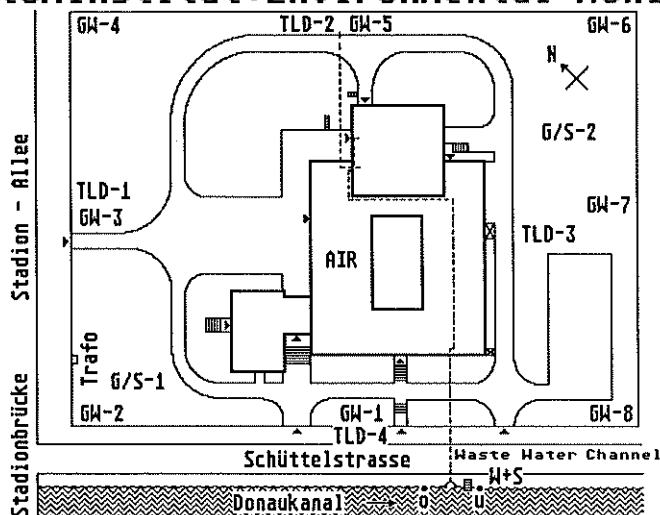 GW-4
TLD-2
GW-5
GW-6
N
G/S-2
TLD-1
GW-3
GW-7
TLD-3
AIR
Stadion - Allee
Trafo
G/S-1
GW-2
GW-1
GW-8
TLD-4
Stadionbrücke
Schüttelstrasse
Waste Water Channel
W+S
Donaukanal
o
u